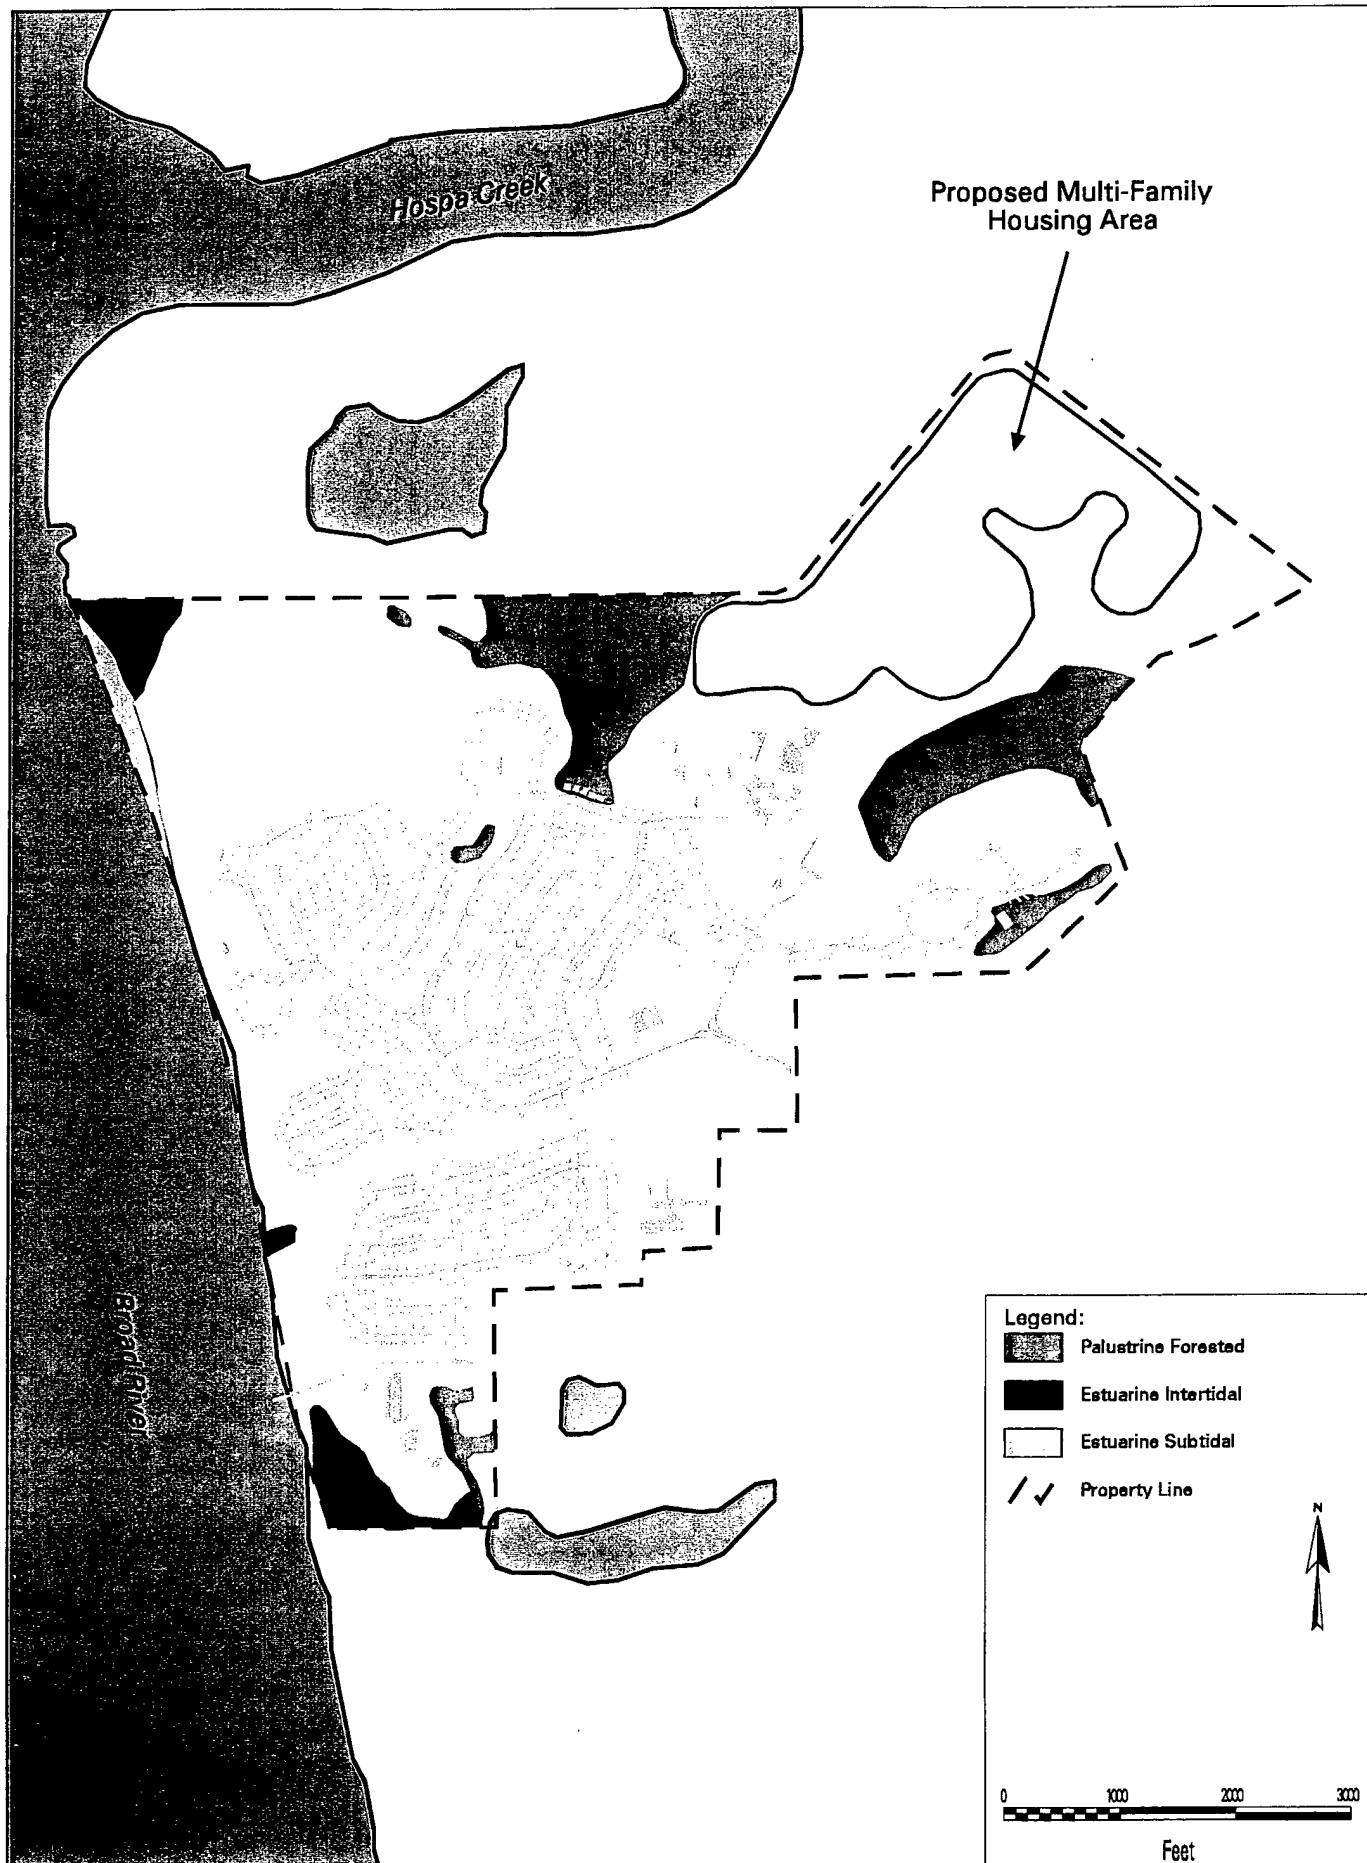 Hospa Creek
Proposed Multi-Family
Housing Area
Broad River
Legend:
Palustrine Forested
Estuarine Intertidal
Estuarine Subtidal
Property Line
N
0 1000 2000 3000
Feet